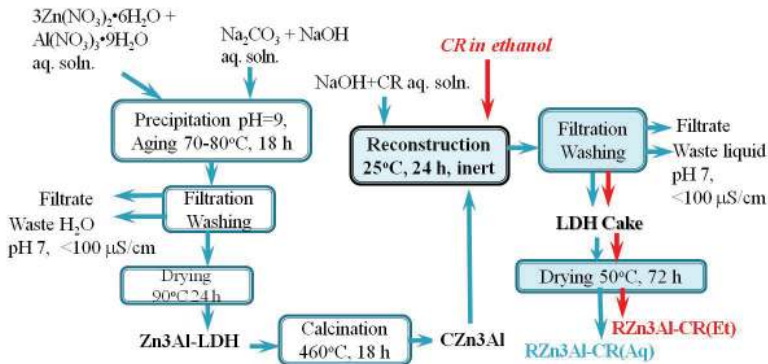 3Zn(NO₃)₂•6H₂O +
Al(NO₃)₃•9H₂O
aq. soln.
Na₂CO₃ + NaOH
aq. soln.
Precipitation pH=9,
Aging 70-80°C, 18 h
Filtrate
Waste H₂O
pH 7, <100 µS/cm
Filtration
Washing
Drying
90°C 24 h
Zn3Al-LDH
Calcination
460°C, 18 h
CZn3Al
NaOH+CR aq. soln.
CR in ethanol
Reconstruction
25°C, 24 h, inert
Filtration
Washing
Filtrate
Waste liquid
pH 7,
<100 µS/cm
LDH Cake
Drying 50°C, 72 h
RZn3Al-CR(Et)
RZn3Al-CR(Aq)